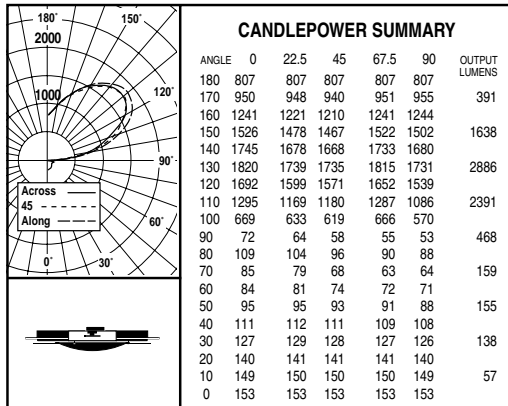 180˚
150˚
2000
1000
120˚
90˚
Across
45
Along
60˚
0˚
30˚
CANDLEPOWER SUMMARY
ANGLE 0 22.5 45 67.5 90 OUTPUT LUMENS
180 807 807 807 807 807
170 950 948 940 951 955 391
160 1241 1221 1210 1241 1244
150 1526 1478 1467 1522 1502 1638
140 1745 1678 1668 1733 1680
130 1820 1739 1735 1815 1731 2886
120 1692 1599 1571 1652 1539
110 1295 1169 1180 1287 1086 2391
100 669 633 619 666 570
90 72 64 58 55 53 468
80 109 104 96 90 88
70 85 79 68 63 64 159
60 84 81 74 72 71
50 95 95 93 91 88 155
40 111 112 111 109 108
30 127 129 128 127 126 138
20 140 141 141 141 140
10 149 150 150 150 149 57
0 153 153 153 153 153